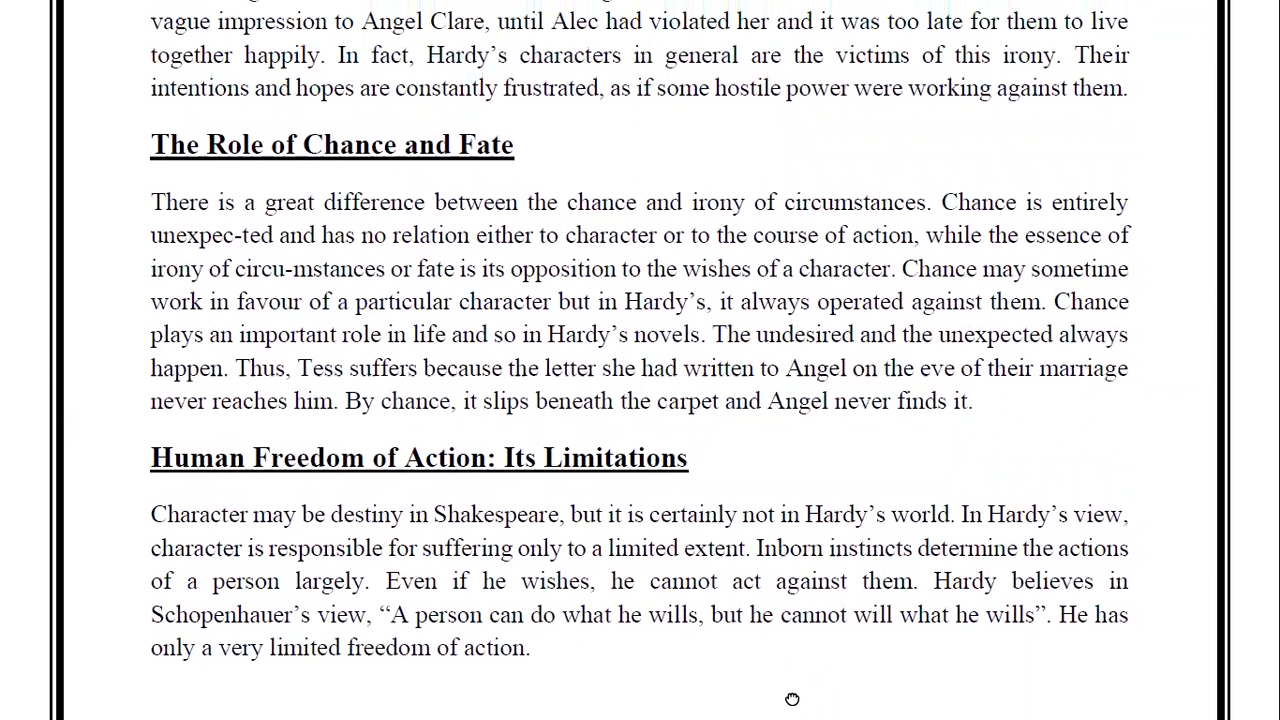 vague impression to Angel Clare, until Alec had violated her and it was too late for them to live
together happily. In fact, Hardy’s characters in general are the victims of this irony. Their
intentions and hopes are constantly frustrated, as if some hostile power were working against them.
The Role of Chance and Fate
There is a great difference between the chance and irony of circumstances. Chance is entirely
unexpec-ted and has no relation either to character or to the course of action, while the essence of
irony of circu-mstances or fate is its opposition to the wishes of a character. Chance may sometime
work in favour of a particular character but in Hardy’s, it always operated against them. Chance
plays an important role in life and so in Hardy’s novels. The undesired and the unexpected always
happen. Thus, Tess suffers because the letter she had written to Angel on the eve of their marriage
never reaches him. By chance, it slips beneath the carpet and Angel never finds it.
Human Freedom of Action: Its Limitations
Character may be destiny in Shakespeare, but it is certainly not in Hardy’s world. In Hardy’s view,
character is responsible for suffering only to a limited extent. Inborn instincts determine the actions
of a person largely. Even if he wishes, he cannot act against them. Hardy believes in
Schopenhauer’s view, “A person can do what he wills, but he cannot will what he wills”. He has
only a very limited freedom of action.